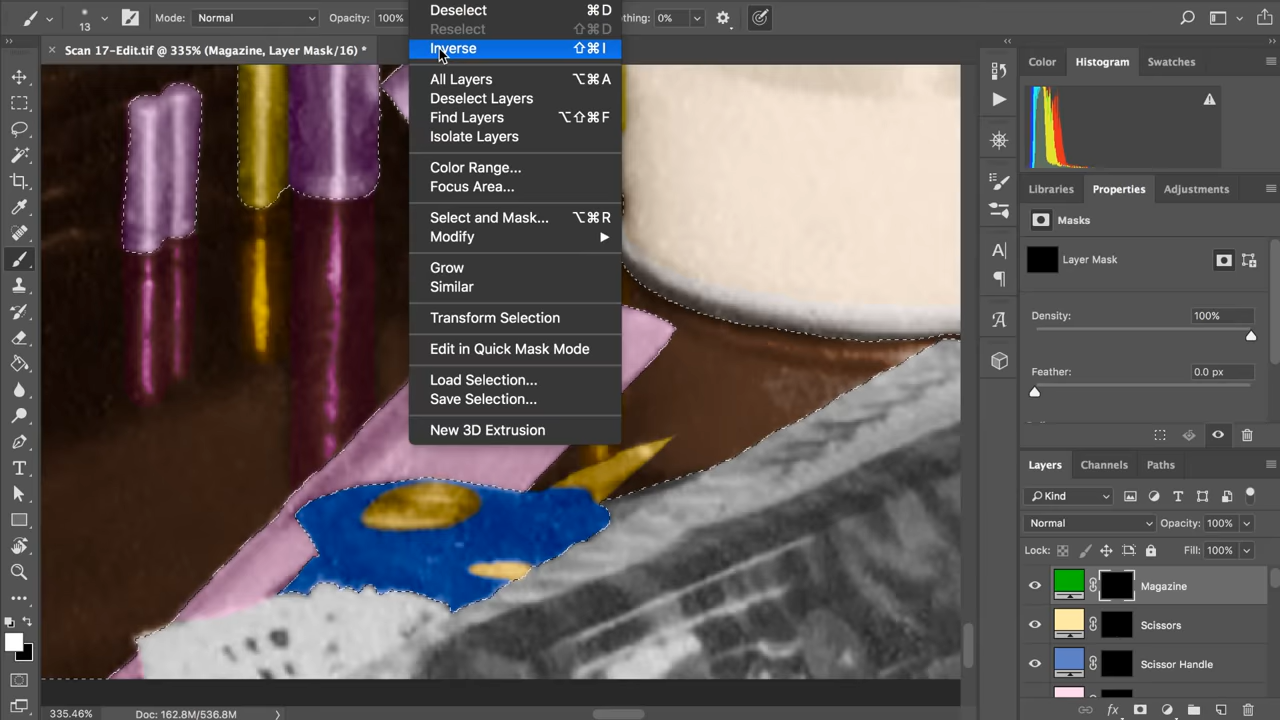 13
Mode:
Normal
Opacity:
100%
thing:
0%
× Scan 17-Edit.tif @ 335% (Magazine, Layer Mask/16) *
Deselect ⌘D
Reselect ⇧⌘D
Inverse ⇧⌘I
All Layers ⌥⌘A
Deselect Layers
Find Layers ⌥⇧⌘F
Isolate Layers
Color Range...
Focus Area...
Select and Mask... ⌥⌘R
Modify
Grow
Similar
Transform Selection
Edit in Quick Mask Mode
Load Selection...
Save Selection...
New 3D Extrusion
Color Histogram Swatches
Libraries Properties Adjustments
Masks
Layer Mask
Density: 100%
Feather: 0.0 px
Layers Channels Paths
Kind
Normal Opacity: 100%
Lock: Fill: 100%
Magazine
Scissors
Scissor Handle
fx
335.46% Doc: 162.8M/536.8M